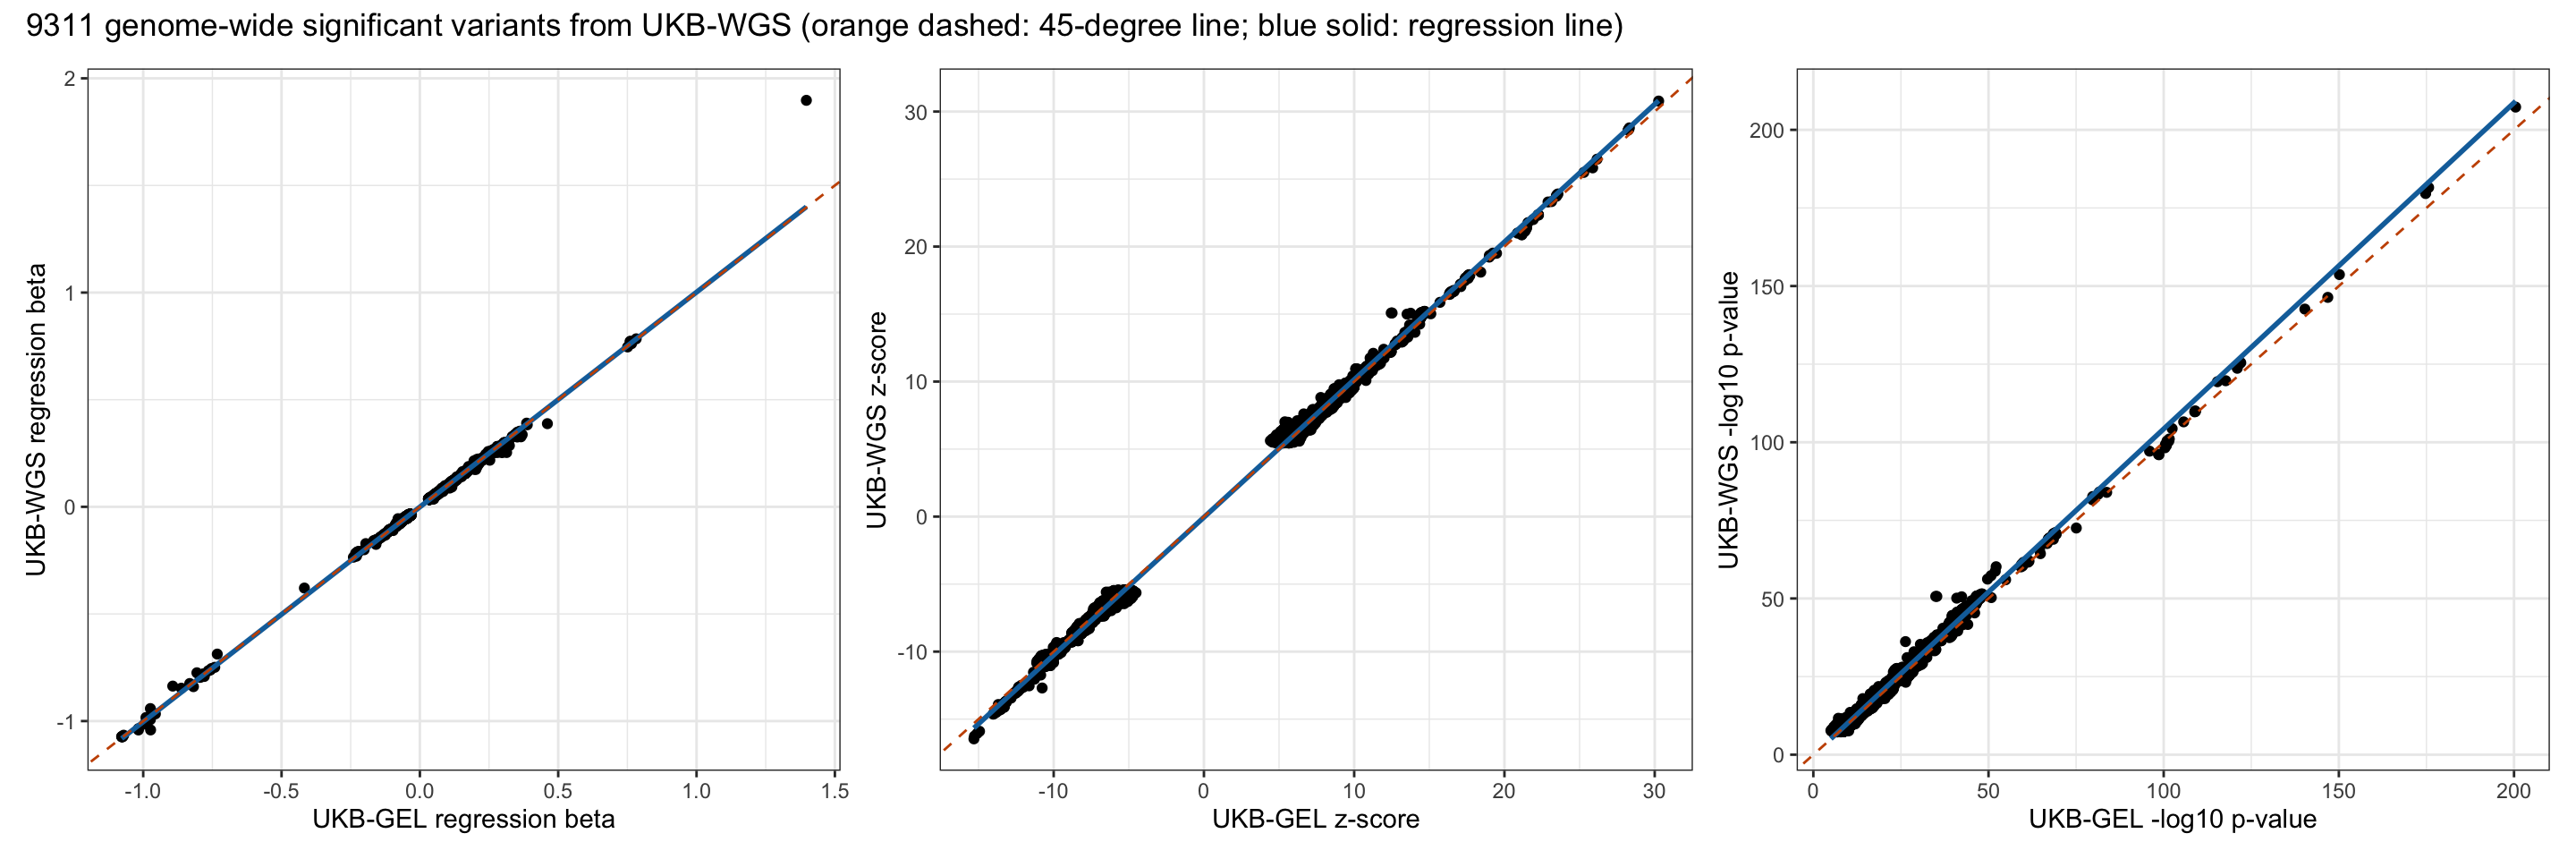 9311 genome-wide significant variants from UKB-WGS (orange dashed: 45-degree line; blue solid: regression line)
UKB-WGS regression beta
2
1
0
-1
-1.0 -0.5 0.0 0.5 1.0 1.5
UKB-GEL regression beta
UKB-WGS z-score
30
20
10
0
-10
-10 0 10 20 30
UKB-GEL z-score
UKB-WGS -log10 p-value
200
150
100
50
0
0 50 100 150 200
UKB-GEL -log10 p-value